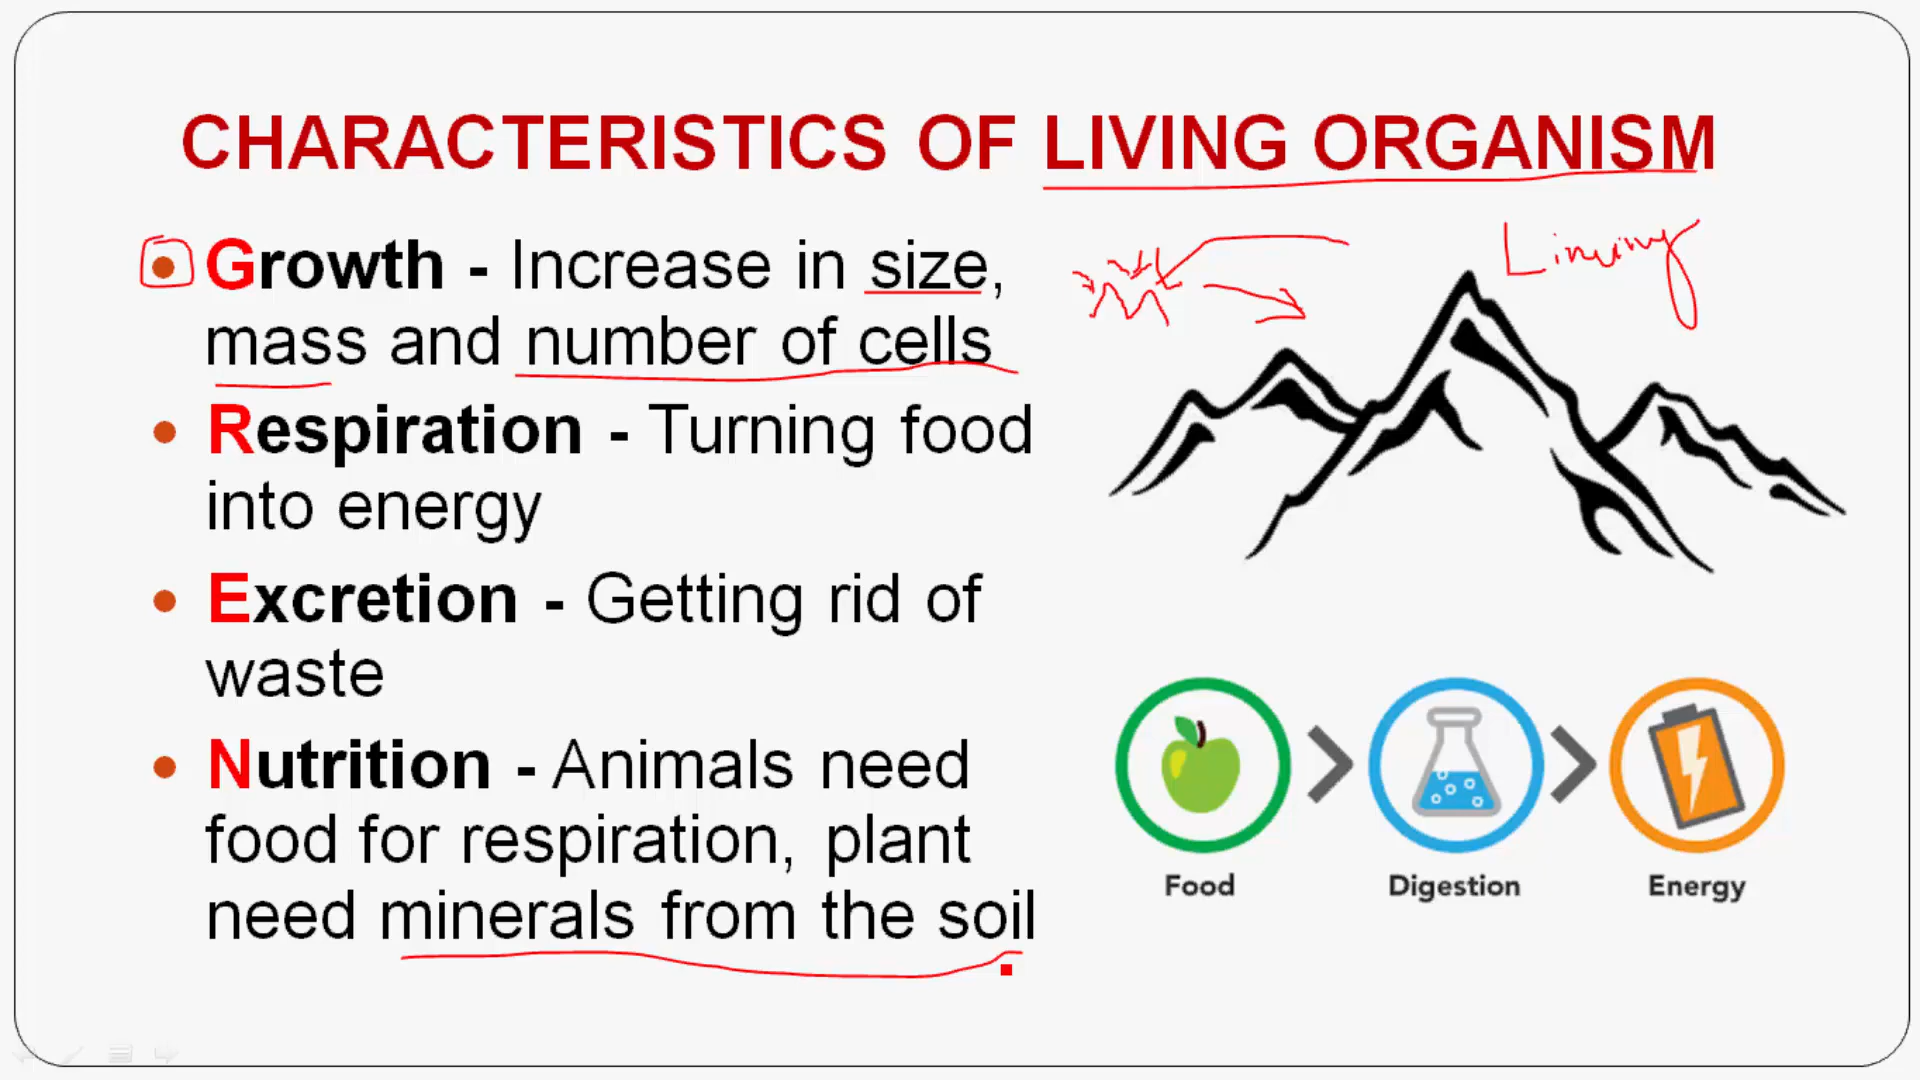 CHARACTERISTICS OF LIVING ORGANISM
Growth - Increase in size,
mass and number of cells
Respiration - Turning food
into energy
Excretion - Getting rid of
waste
Nutrition - Animals need
food for respiration, plant
need minerals from the soil
Food
Digestion
Energy